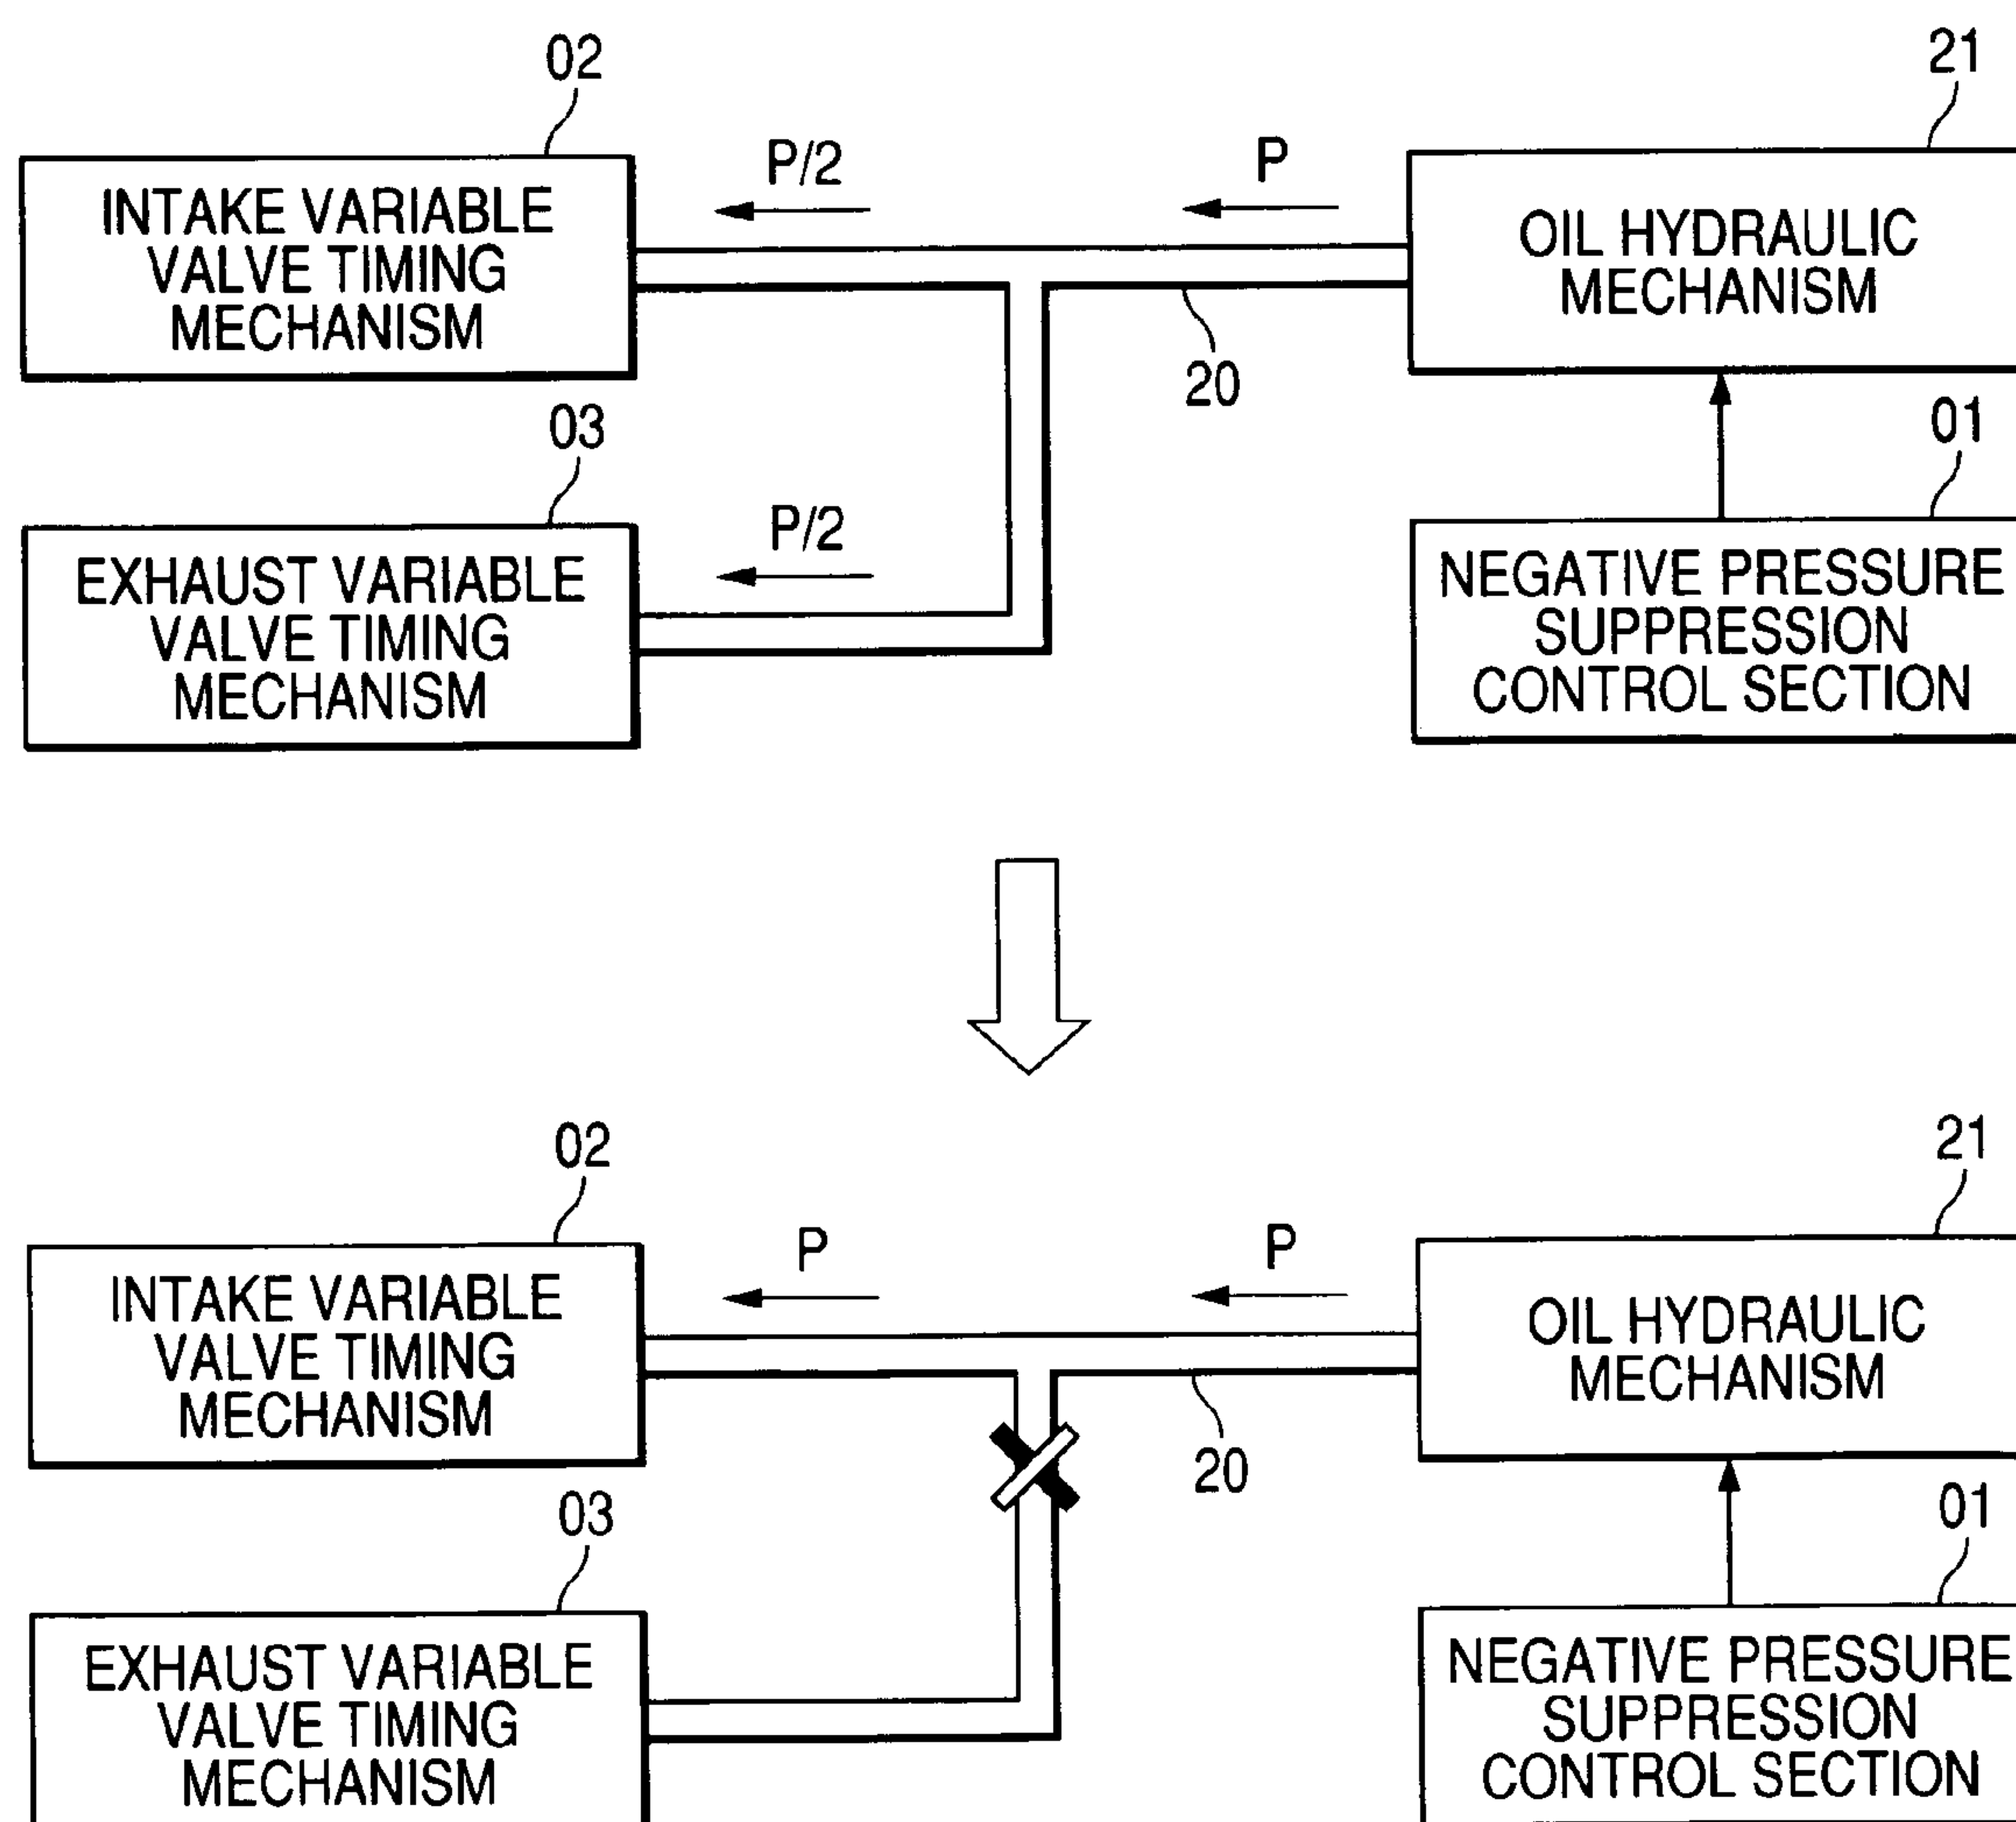 02
21
P/2
P
INTAKE VARIABLE
VALVE TIMING
MECHANISM
OIL HYDRAULIC
MECHANISM
20
03
01
P/2
EXHAUST VARIABLE
VALVE TIMING
MECHANISM
NEGATIVE PRESSURE
SUPPRESSION
CONTROL SECTION
02
21
P
P
INTAKE VARIABLE
VALVE TIMING
MECHANISM
OIL HYDRAULIC
MECHANISM
20
03
01
EXHAUST VARIABLE
VALVE TIMING
MECHANISM
NEGATIVE PRESSURE
SUPPRESSION
CONTROL SECTION